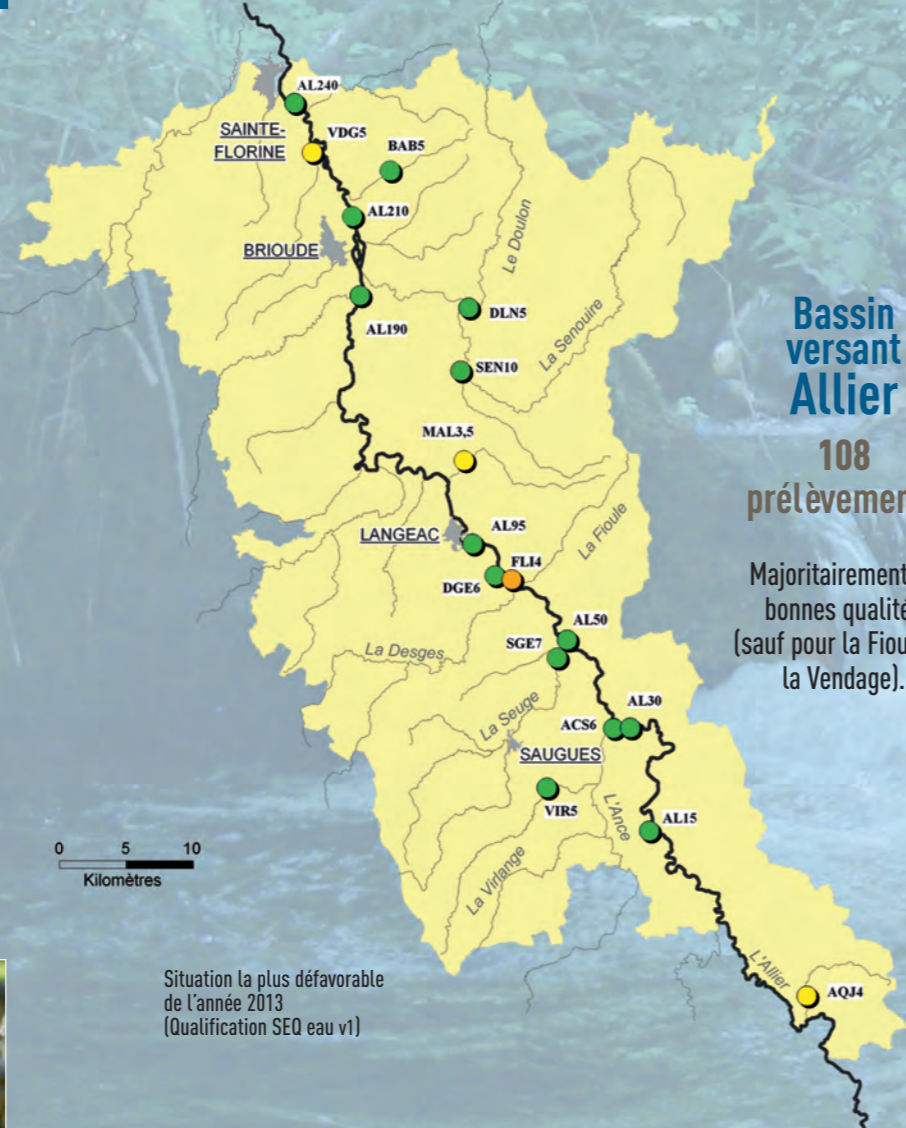 AL240
SAINTE-
FLORINE
VDG5
BAB5
AL210
BRIOUDE
Le Doulon
AL190
DLN5
La Senouire
SEN10
MAL3,5
LANGEAC
AL95
La Fioule
FLI4
DGE6
AL50
SGE7
La Desges
La Seuge
ACS6
AL30
SAUGUES
VIR5
L'Ance
AL15
La Virlange
L'Allier
AQJ4
0 5 10
Kilomètres
Situation la plus défavorable
de l'année 2013
(Qualification SEQ eau v1)
Bassin
versant
Allier
108
prélèvemen
Majoritairement
bonnes qualité
(sauf pour la Fiou
la Vendage).